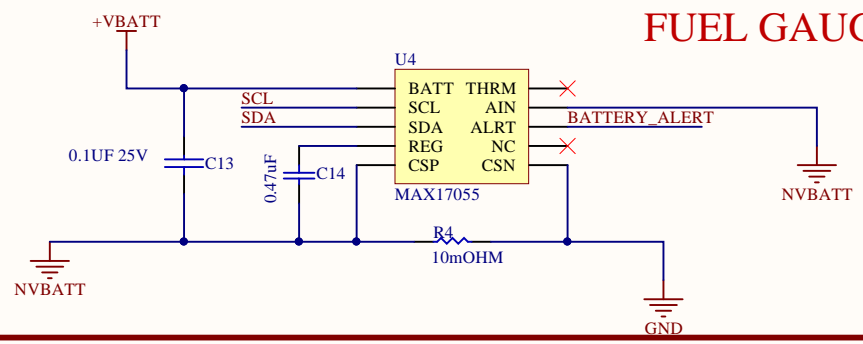 FUEL GAUG
+VBATT
U4
BATT THRM
SCL
SCL AIN
SDA
SDA ALRT
BATTERY_ALERT
REG NC
CSP CSN
0.1UF 25V
C13
0.47uF
C14
MAX17055
NVBATT
R4
10mOHM
NVBATT
GND